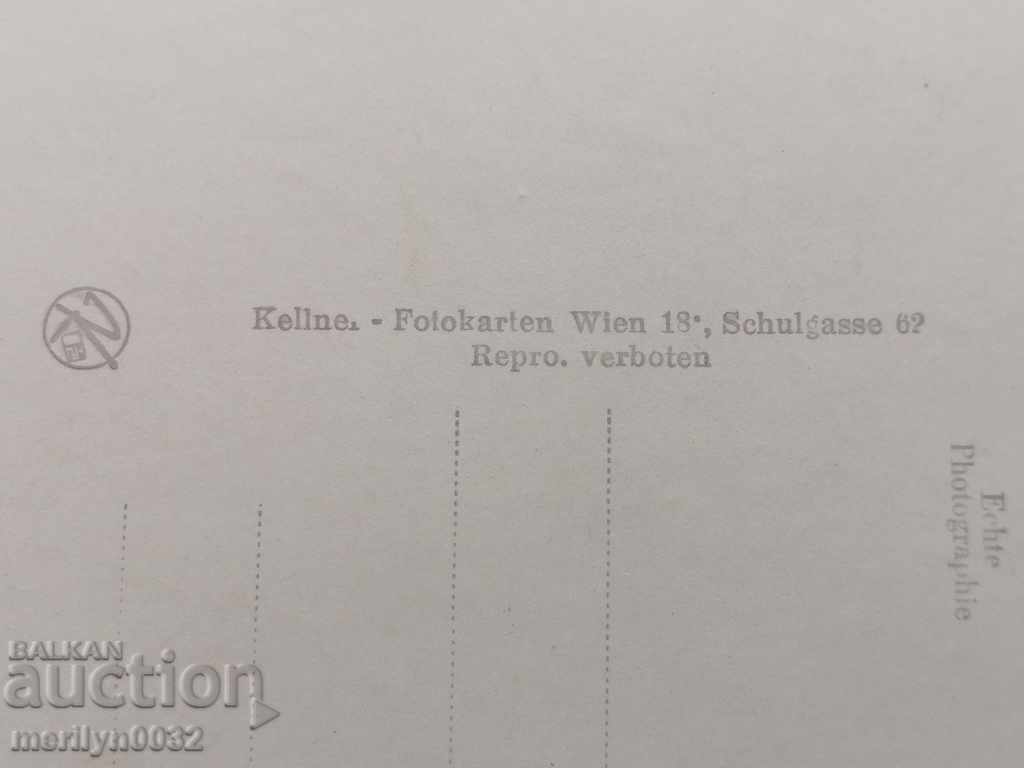 Kellne. - Fotokarten Wien 18, Schulgasse 62
Repro. verboten
Echte
Photographie
BALKAN
auction
merilyn0032